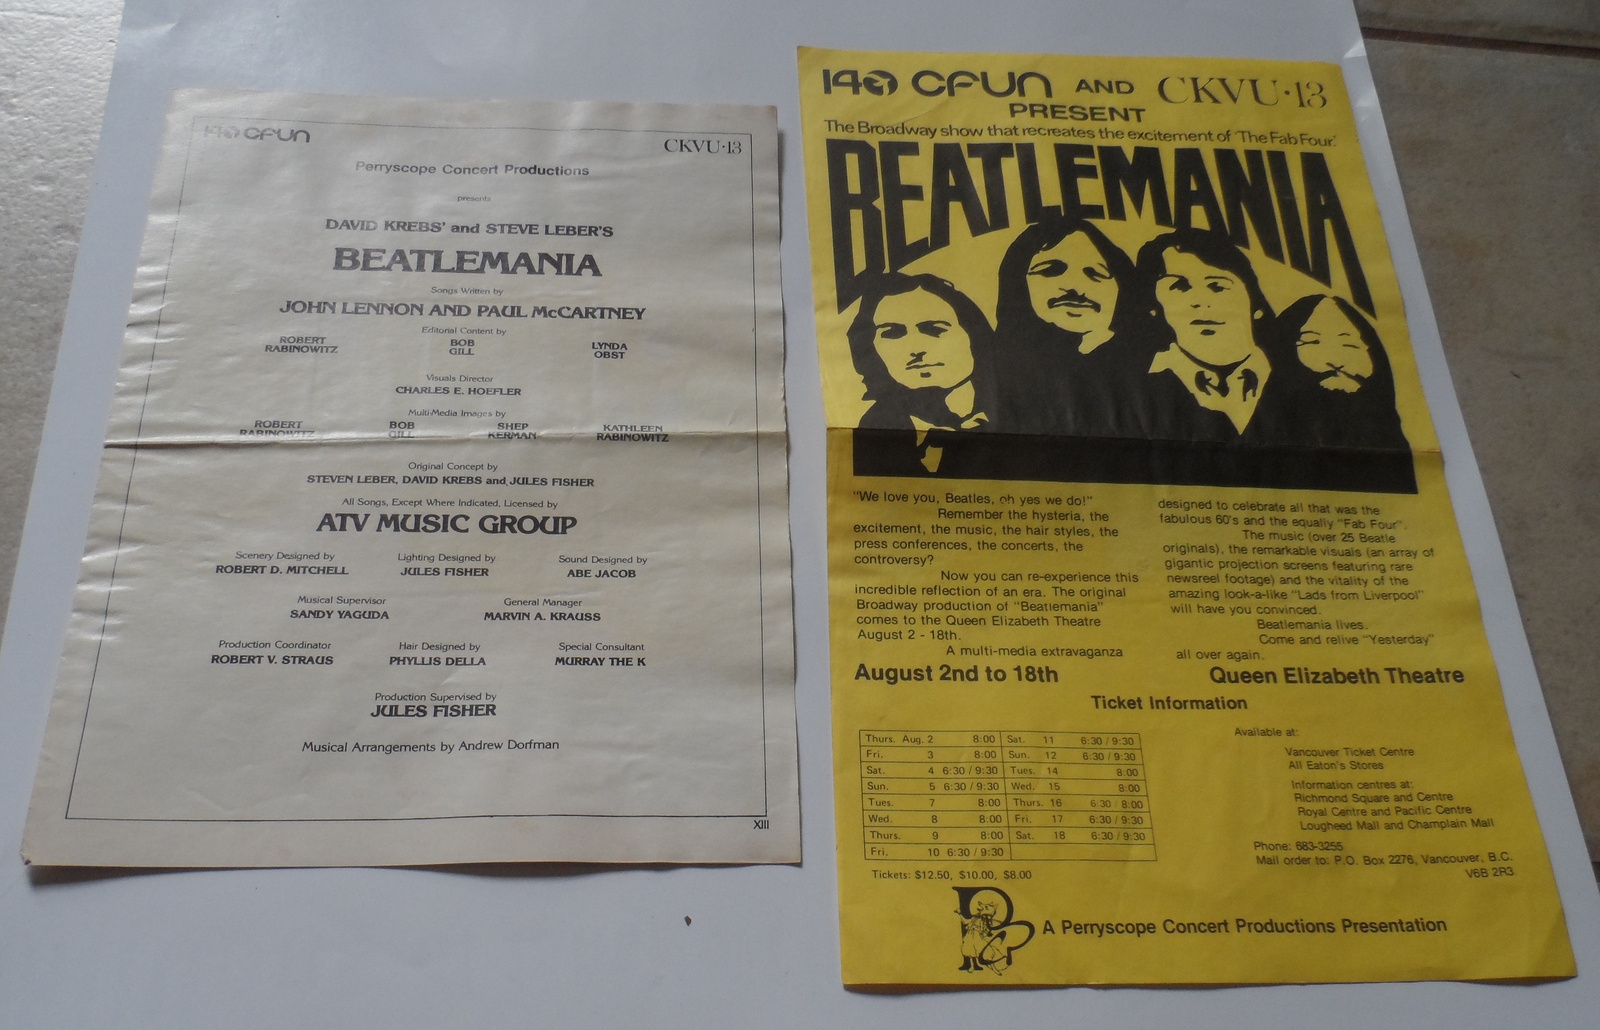 140 CFUN
CKVU·13
Perryscope Concert Productions
presents
DAVID KREBS' and STEVE LEBER'S
BEATLEMANIA
Songs Written by
JOHN LENNON AND PAUL McCARTNEY
Editorial Content by
ROBERT RABINOWITZ
BOB GILL
LYNDA OBST
Visuals Director
CHARLES E. HOEFLER
Multi-Media Images by
ROBERT RABINOWITZ
BOB GILL
SHEP KERMAN
KATHLEEN RABINOWITZ
Original Concept by
STEVEN LEBER, DAVID KREBS and JULES FISHER
All Songs, Except Where Indicated, Licensed by
ATV MUSIC GROUP
Scenery Designed by
ROBERT D. MITCHELL
Lighting Designed by
JULES FISHER
Sound Designed by
ABE JACOB
Musical Supervisor
SANDY YAGUDA
General Manager
MARVIN A. KRAUSS
Production Coordinator
ROBERT V. STRAUS
Hair Designed by
PHYLLIS DELLA
Special Consultant
MURRAY THE K
Production Supervised by
JULES FISHER
Musical Arrangements by Andrew Dorfman
XIII
140 CFUN AND CKVU·13
PRESENT
The Broadway show that recreates the excitement of 'The Fab Four.'
BEATLEMANIA
"We love you, Beatles, oh yes we do!"
Remember the hysteria, the
excitement, the music, the hair styles, the
press conferences, the concerts, the
controversy?
Now you can re-experience this
incredible reflection of an era. The original
Broadway production of "Beatlemania"
comes to the Queen Elizabeth Theatre
August 2 - 18th.
A multi-media extravaganza
designed to celebrate all that was the
fabulous 60's and the equally "Fab Four".
The music (over 25 Beatle
originals), the remarkable visuals (an array of
gigantic projection screens featuring rare
newsreel footage) and the vitality of the
amazing look-a-like "Lads from Liverpool"
will have you convinced.
Beatlemania lives.
Come and relive "Yesterday"
all over again.
August 2nd to 18th
Queen Elizabeth Theatre
Ticket Information
Thurs. Aug. 2 8:00 Sat. 11 6:30 / 9:30
Fri. 3 8:00 Sun. 12 6:30 / 9:30
Sat. 4 6:30 / 9:30 Tues. 14 8:00
Sun. 5 6:30 / 9:30 Wed. 15 8:00
Tues. 7 8:00 Thurs. 16 6:30 / 8:00
Wed. 8 8:00 Fri. 17 6:30 / 9:30
Thurs. 9 8:00 Sat. 18 6:30 / 9:30
Fri. 10 6:30 / 9:30
Tickets: $12.50, $10.00, $8.00
Available at:
Vancouver Ticket Centre
All Eaton's Stores
Information centres at:
Richmond Square and Centre
Royal Centre and Pacific Centre
Lougheed Mall and Champlain Mall
Phone: 683-3255
Mail order to: P.O. Box 2276, Vancouver, B.C.
V6B 2R3
A Perryscope Concert Productions Presentation